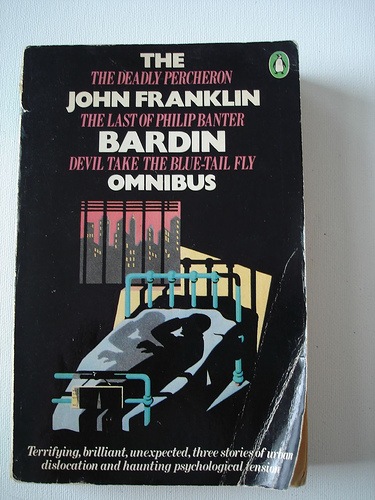 THE
THE DEADLY PERCHERON
JOHN FRANKLIN
THE LAST OF PHILIP BANTER
BARDIN
DEVIL TAKE THE BLUE-TAIL FLY
OMNIBUS
Terrifying, brilliant, unexpected, three stories of urban
dislocation and haunting psychological tension